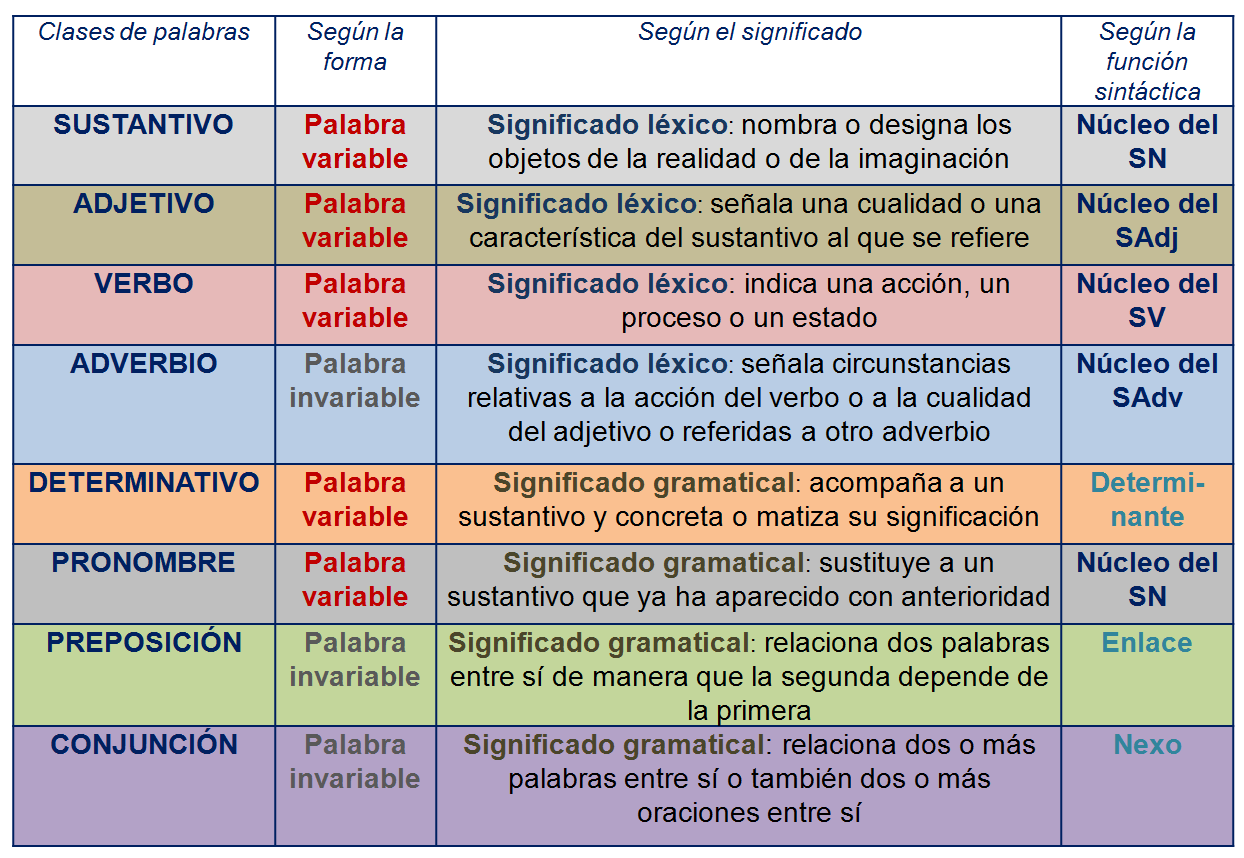 Clases de palabras
Según la
forma
Según el significado
Según la
función
sintáctica
SUSTANTIVO
Palabra
variable
Significado léxico: nombra o designa los
objetos de la realidad o de la imaginación
Núcleo del
SN
ADJETIVO
Palabra
variable
Significado léxico: señala una cualidad o una
característica del sustantivo al que se refiere
Núcleo del
SAdj
VERBO
Palabra
variable
Significado léxico: indica una acción, un
proceso o un estado
Núcleo del
SV
ADVERBIO
Palabra
invariable
Significado léxico: señala circunstancias
relativas a la acción del verbo o a la cualidad
del adjetivo o referidas a otro adverbio
Núcleo del
SAdv
DETERMINATIVO
Palabra
variable
Significado gramatical: acompaña a un
sustantivo y concreta o matiza su significación
Determi-
nante
PRONOMBRE
Palabra
variable
Significado gramatical: sustituye a un
sustantivo que ya ha aparecido con anterioridad
Núcleo del
SN
PREPOSICIÓN
Palabra
invariable
Significado gramatical: relaciona dos palabras
entre sí de manera que la segunda depende de
la primera
Enlace
CONJUNCIÓN
Palabra
invariable
Significado gramatical: relaciona dos o más
palabras entre sí o también dos o más
oraciones entre sí
Nexo